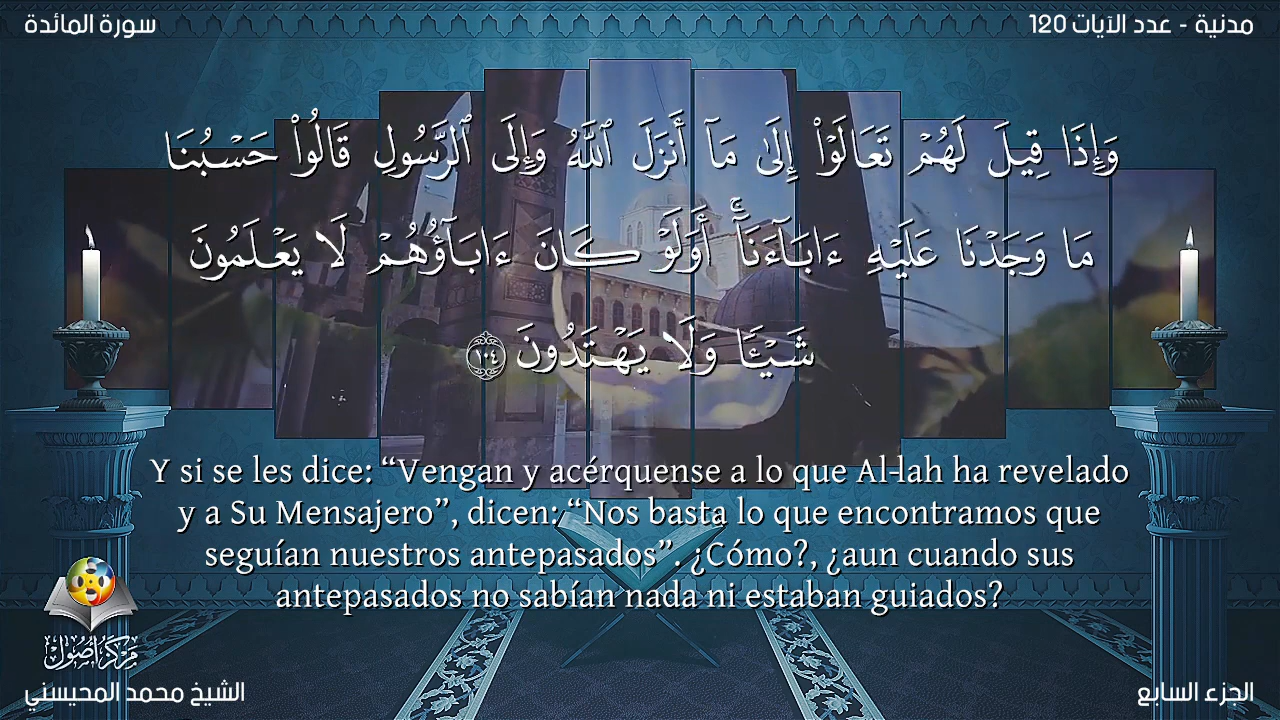 سورة المائدة
مدنية - عدد الآيات 120
وَإِذَا قِيلَ لَهُمۡ تَعَالَوۡاْ إِلَىٰ مَآ أَنزَلَ ٱللَّهُ وَإِلَى ٱلرَّسُولِ قَالُواْ حَسۡبُنَا
مَا وَجَدۡنَا عَلَيۡهِ ءَابَآءَنَآۚ أَوَلَوۡ كَانَ ءَابَآؤُهُمۡ لَا يَعۡلَمُونَ
شَيۡـٔٗا وَلَا يَهۡتَدُونَ ١٠٤
Y si se les dice: “Vengan y acérquense a lo que Al-lah ha revelado
y a Su Mensajero”, dicen: “Nos basta lo que encontramos que
seguían nuestros antepasados”. ¿Cómo?, ¿aun cuando sus
antepasados no sabían nada ni estaban guiados?
مركز أصول
الشيخ محمد المحيسني
الجزء السابع